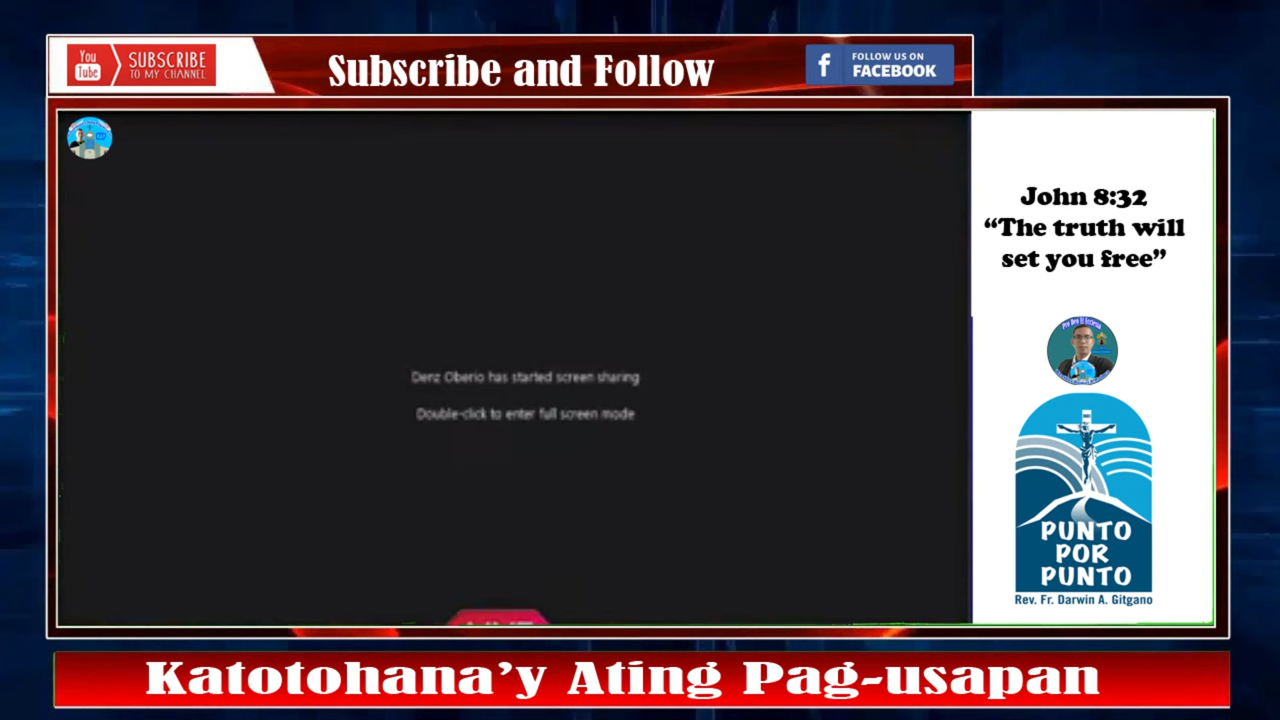 You
Tube
SUBSCRIBE
TO MY CHANNEL
Subscribe and Follow
f
FOLLOW US ON
FACEBOOK
John 8:32
“The truth will
set you free”
Denz Oberio has started screen sharing
Double-click to enter full screen mode
PUNTO
POR
PUNTO
Rev. Fr. Darwin A. Gitgano
Katotohana’y Ating Pag-usapan